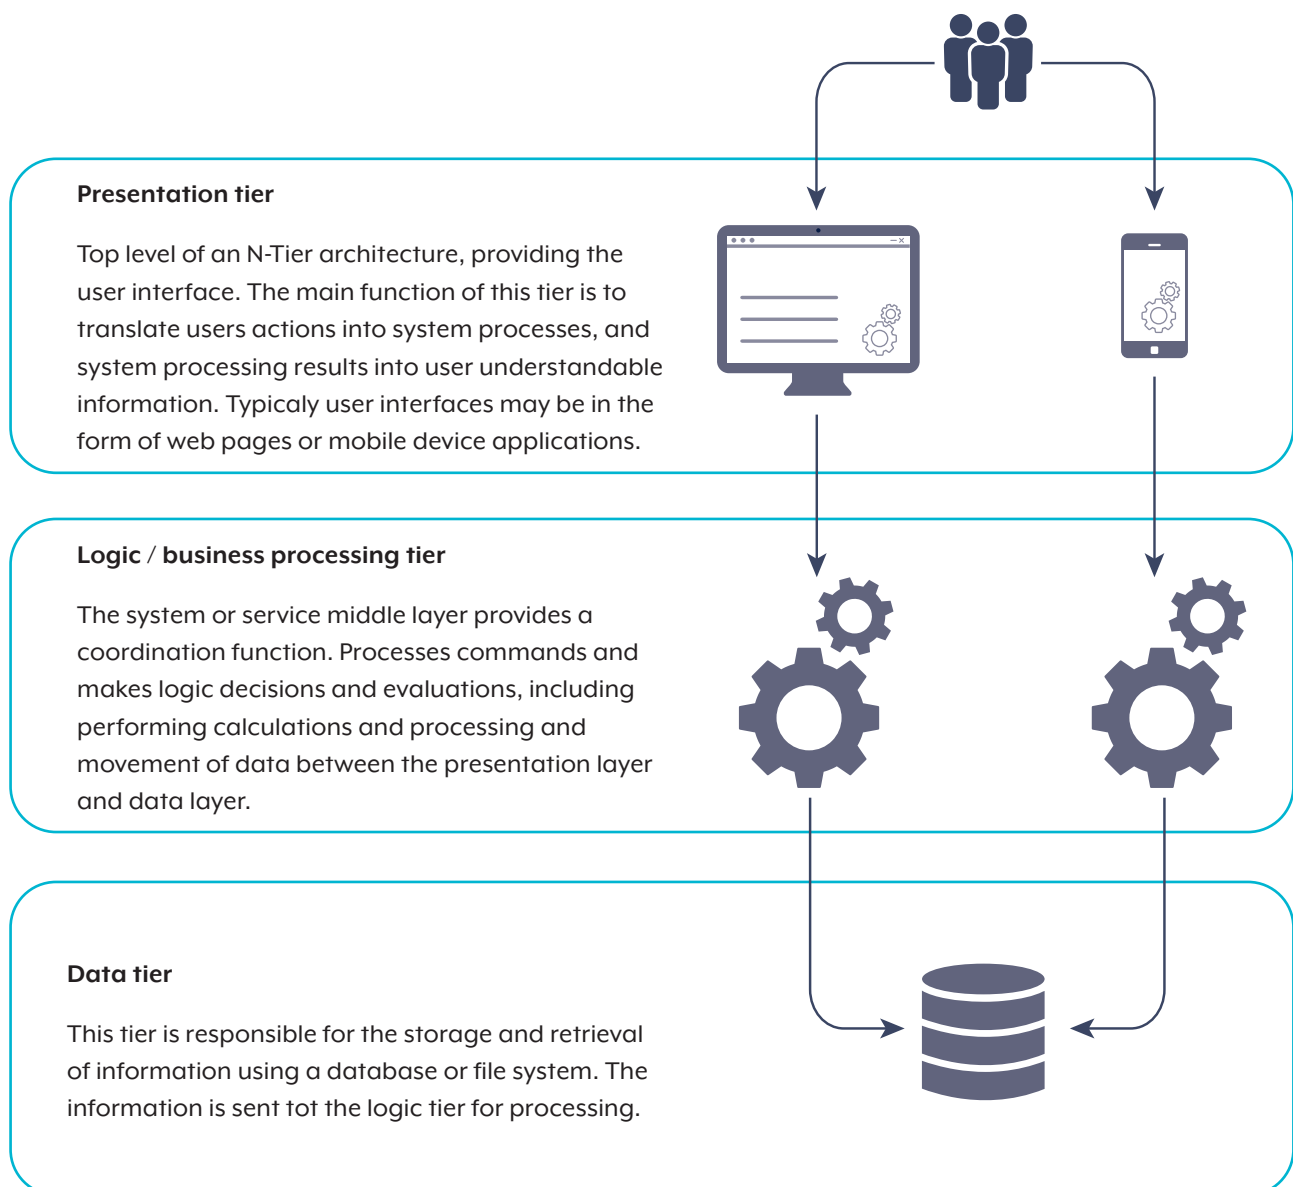 Presentation tier
Top level of an N-Tier architecture, providing the
user interface. The main function of this tier is to
translate users actions into system processes, and
system processing results into user understandable
information. Typicaly user interfaces may be in the
form of web pages or mobile device applications.
Logic / business processing tier
The system or service middle layer provides a
coordination function. Processes commands and
makes logic decisions and evaluations, including
performing calculations and processing and
movement of data between the presentation layer
and data layer.
Data tier
This tier is responsible for the storage and retrieval
of information using a database or file system. The
information is sent tot the logic tier for processing.